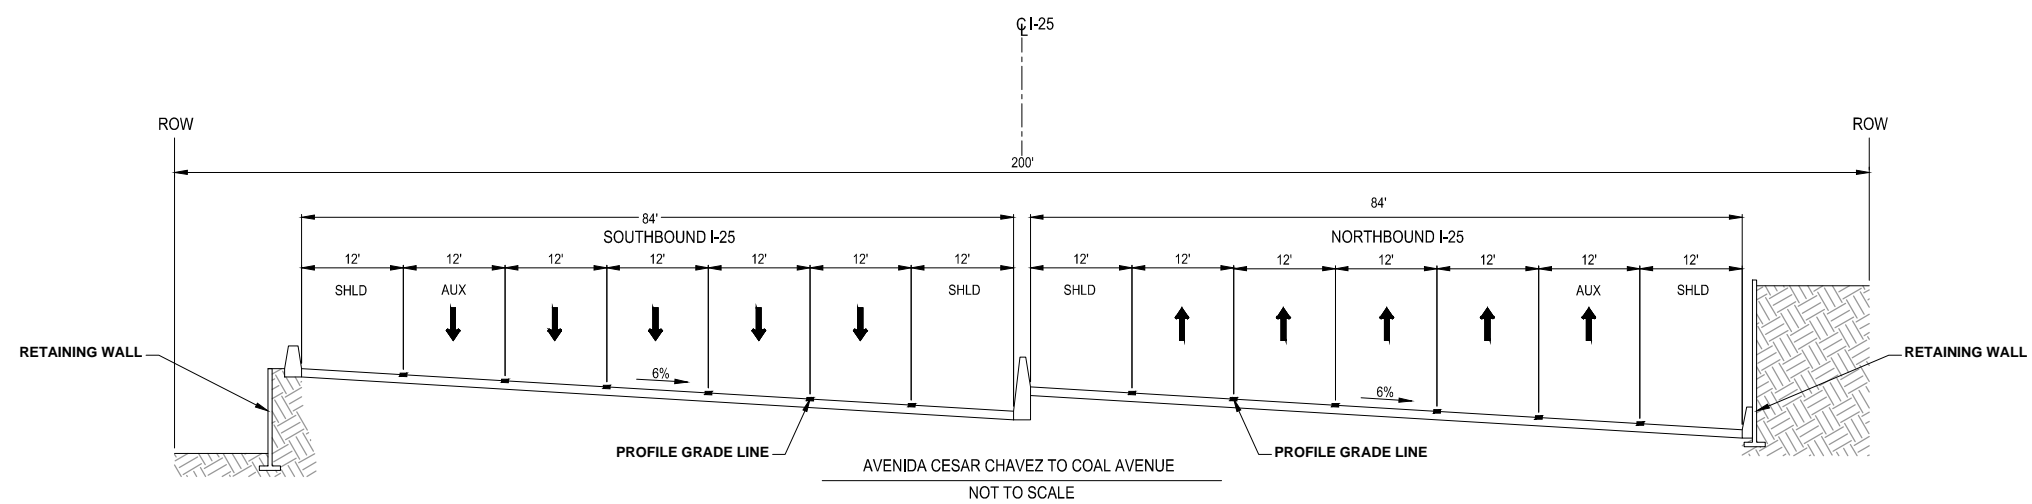 ℄ I-25
ROW
ROW
200'
84'
84'
SOUTHBOUND I-25
NORTHBOUND I-25
12' 12' 12' 12' 12' 12' 12' 12' 12' 12' 12' 12' 12' 12'
SHLD AUX SHLD SHLD AUX SHLD
RETAINING WALL
RETAINING WALL
6%
6%
PROFILE GRADE LINE
PROFILE GRADE LINE
AVENIDA CESAR CHAVEZ TO COAL AVENUE
NOT TO SCALE